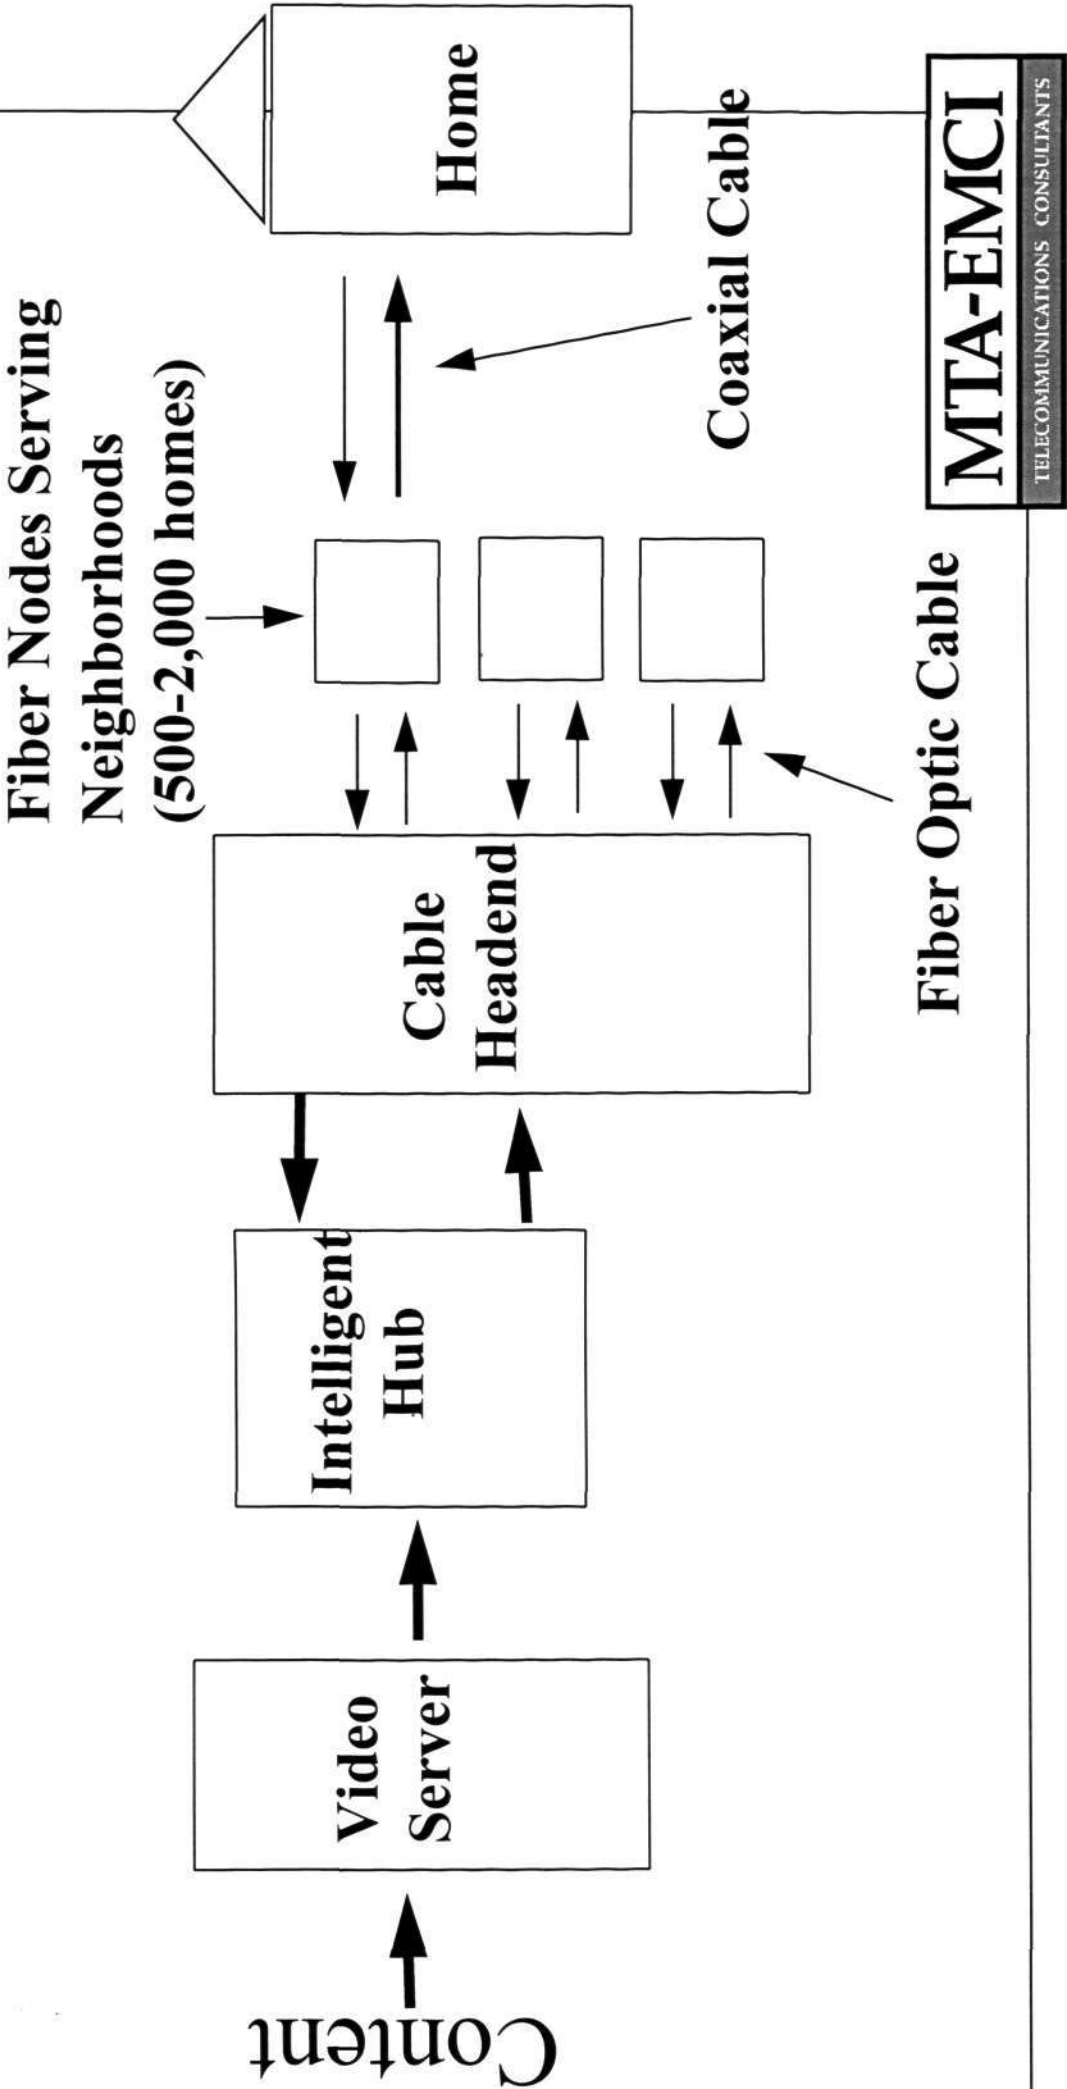 Fiber Nodes Serving
Neighborhoods
(500-2,000 homes)
Content
Video
Server
Intelligent
Hub
Cable
Headend
Home
Coaxial Cable
Fiber Optic Cable
MTA-EMCI
TELECOMMUNICATIONS CONSULTANTS